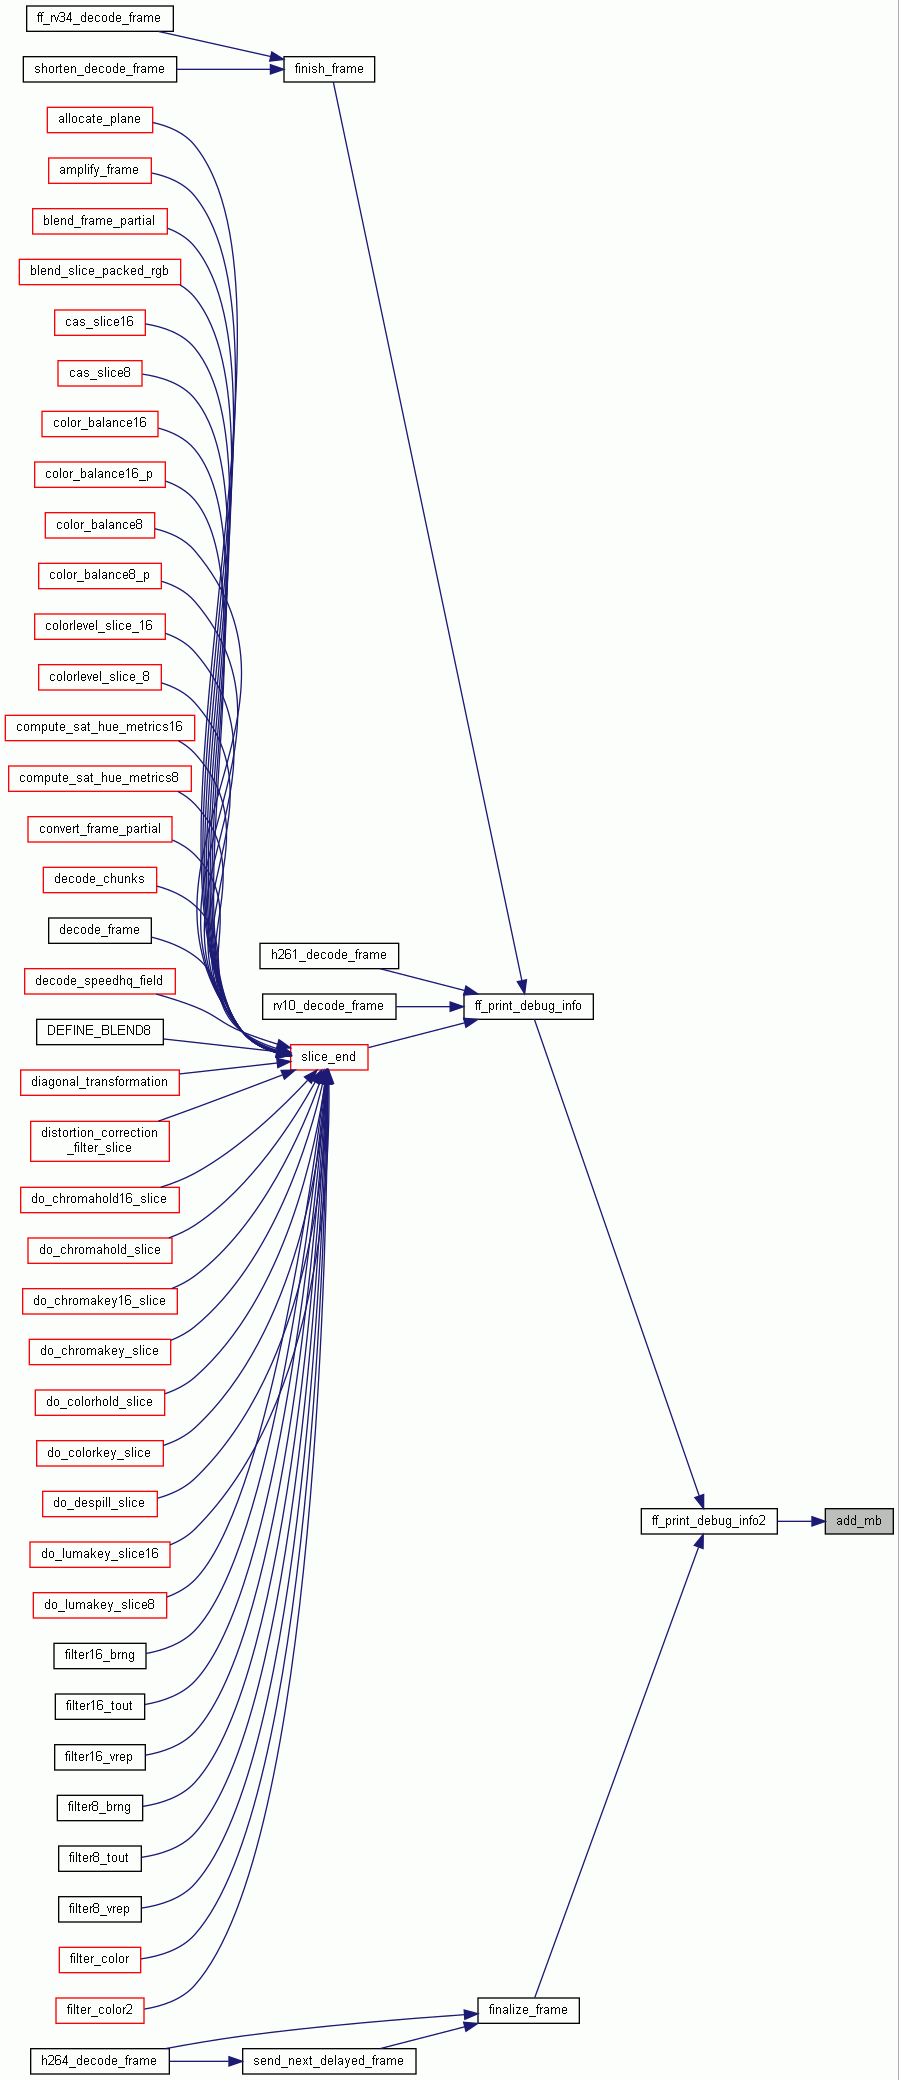 ff_rv34_decode_frame
shorten_decode_frame
finish_frame
allocate_plane
amplify_frame
blend_frame_partial
blend_slice_packed_rgb
cas_slice16
cas_slice8
color_balance16
color_balance16_p
color_balance8
color_balance8_p
colorlevel_slice_16
colorlevel_slice_8
compute_sat_hue_metrics16
compute_sat_hue_metrics8
convert_frame_partial
decode_chunks
decode_frame
h261_decode_frame
decode_speedhq_field
rv10_decode_frame
ff_print_debug_info
DEFINE_BLEND8
slice_end
diagonal_transformation
distortion_correction
_filter_slice
do_chromahold16_slice
do_chromahold_slice
do_chromakey16_slice
do_chromakey_slice
do_colorhold_slice
do_colorkey_slice
do_despill_slice
ff_print_debug_info2
add_mb
do_lumakey_slice16
do_lumakey_slice8
filter16_brng
filter16_tout
filter16_vrep
filter8_brng
filter8_tout
filter8_vrep
filter_color
filter_color2
finalize_frame
h264_decode_frame
send_next_delayed_frame